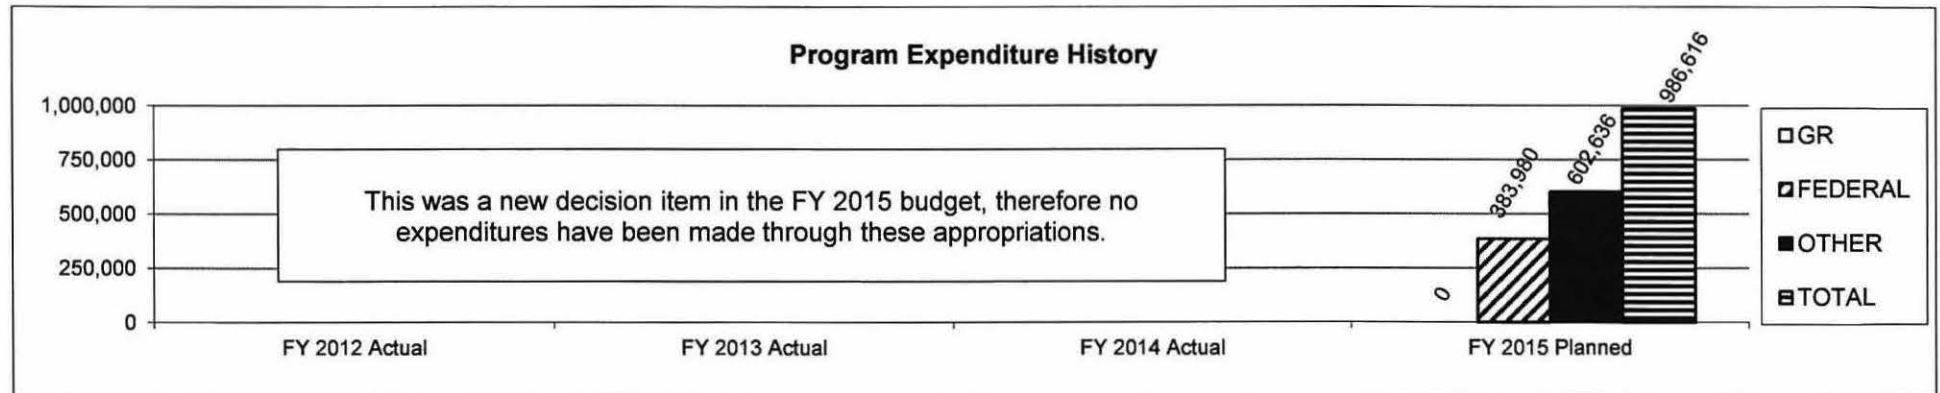 Program Expenditure History
986,616
1,000,000
602,636
GR
750,000
383,980
This was a new decision item in the FY 2015 budget, therefore no
FEDERAL
500,000
expenditures have been made through these appropriations.
OTHER
250,000
0
TOTAL
0
FY 2012 Actual
FY 2013 Actual
FY 2014 Actual
FY 2015 Planned